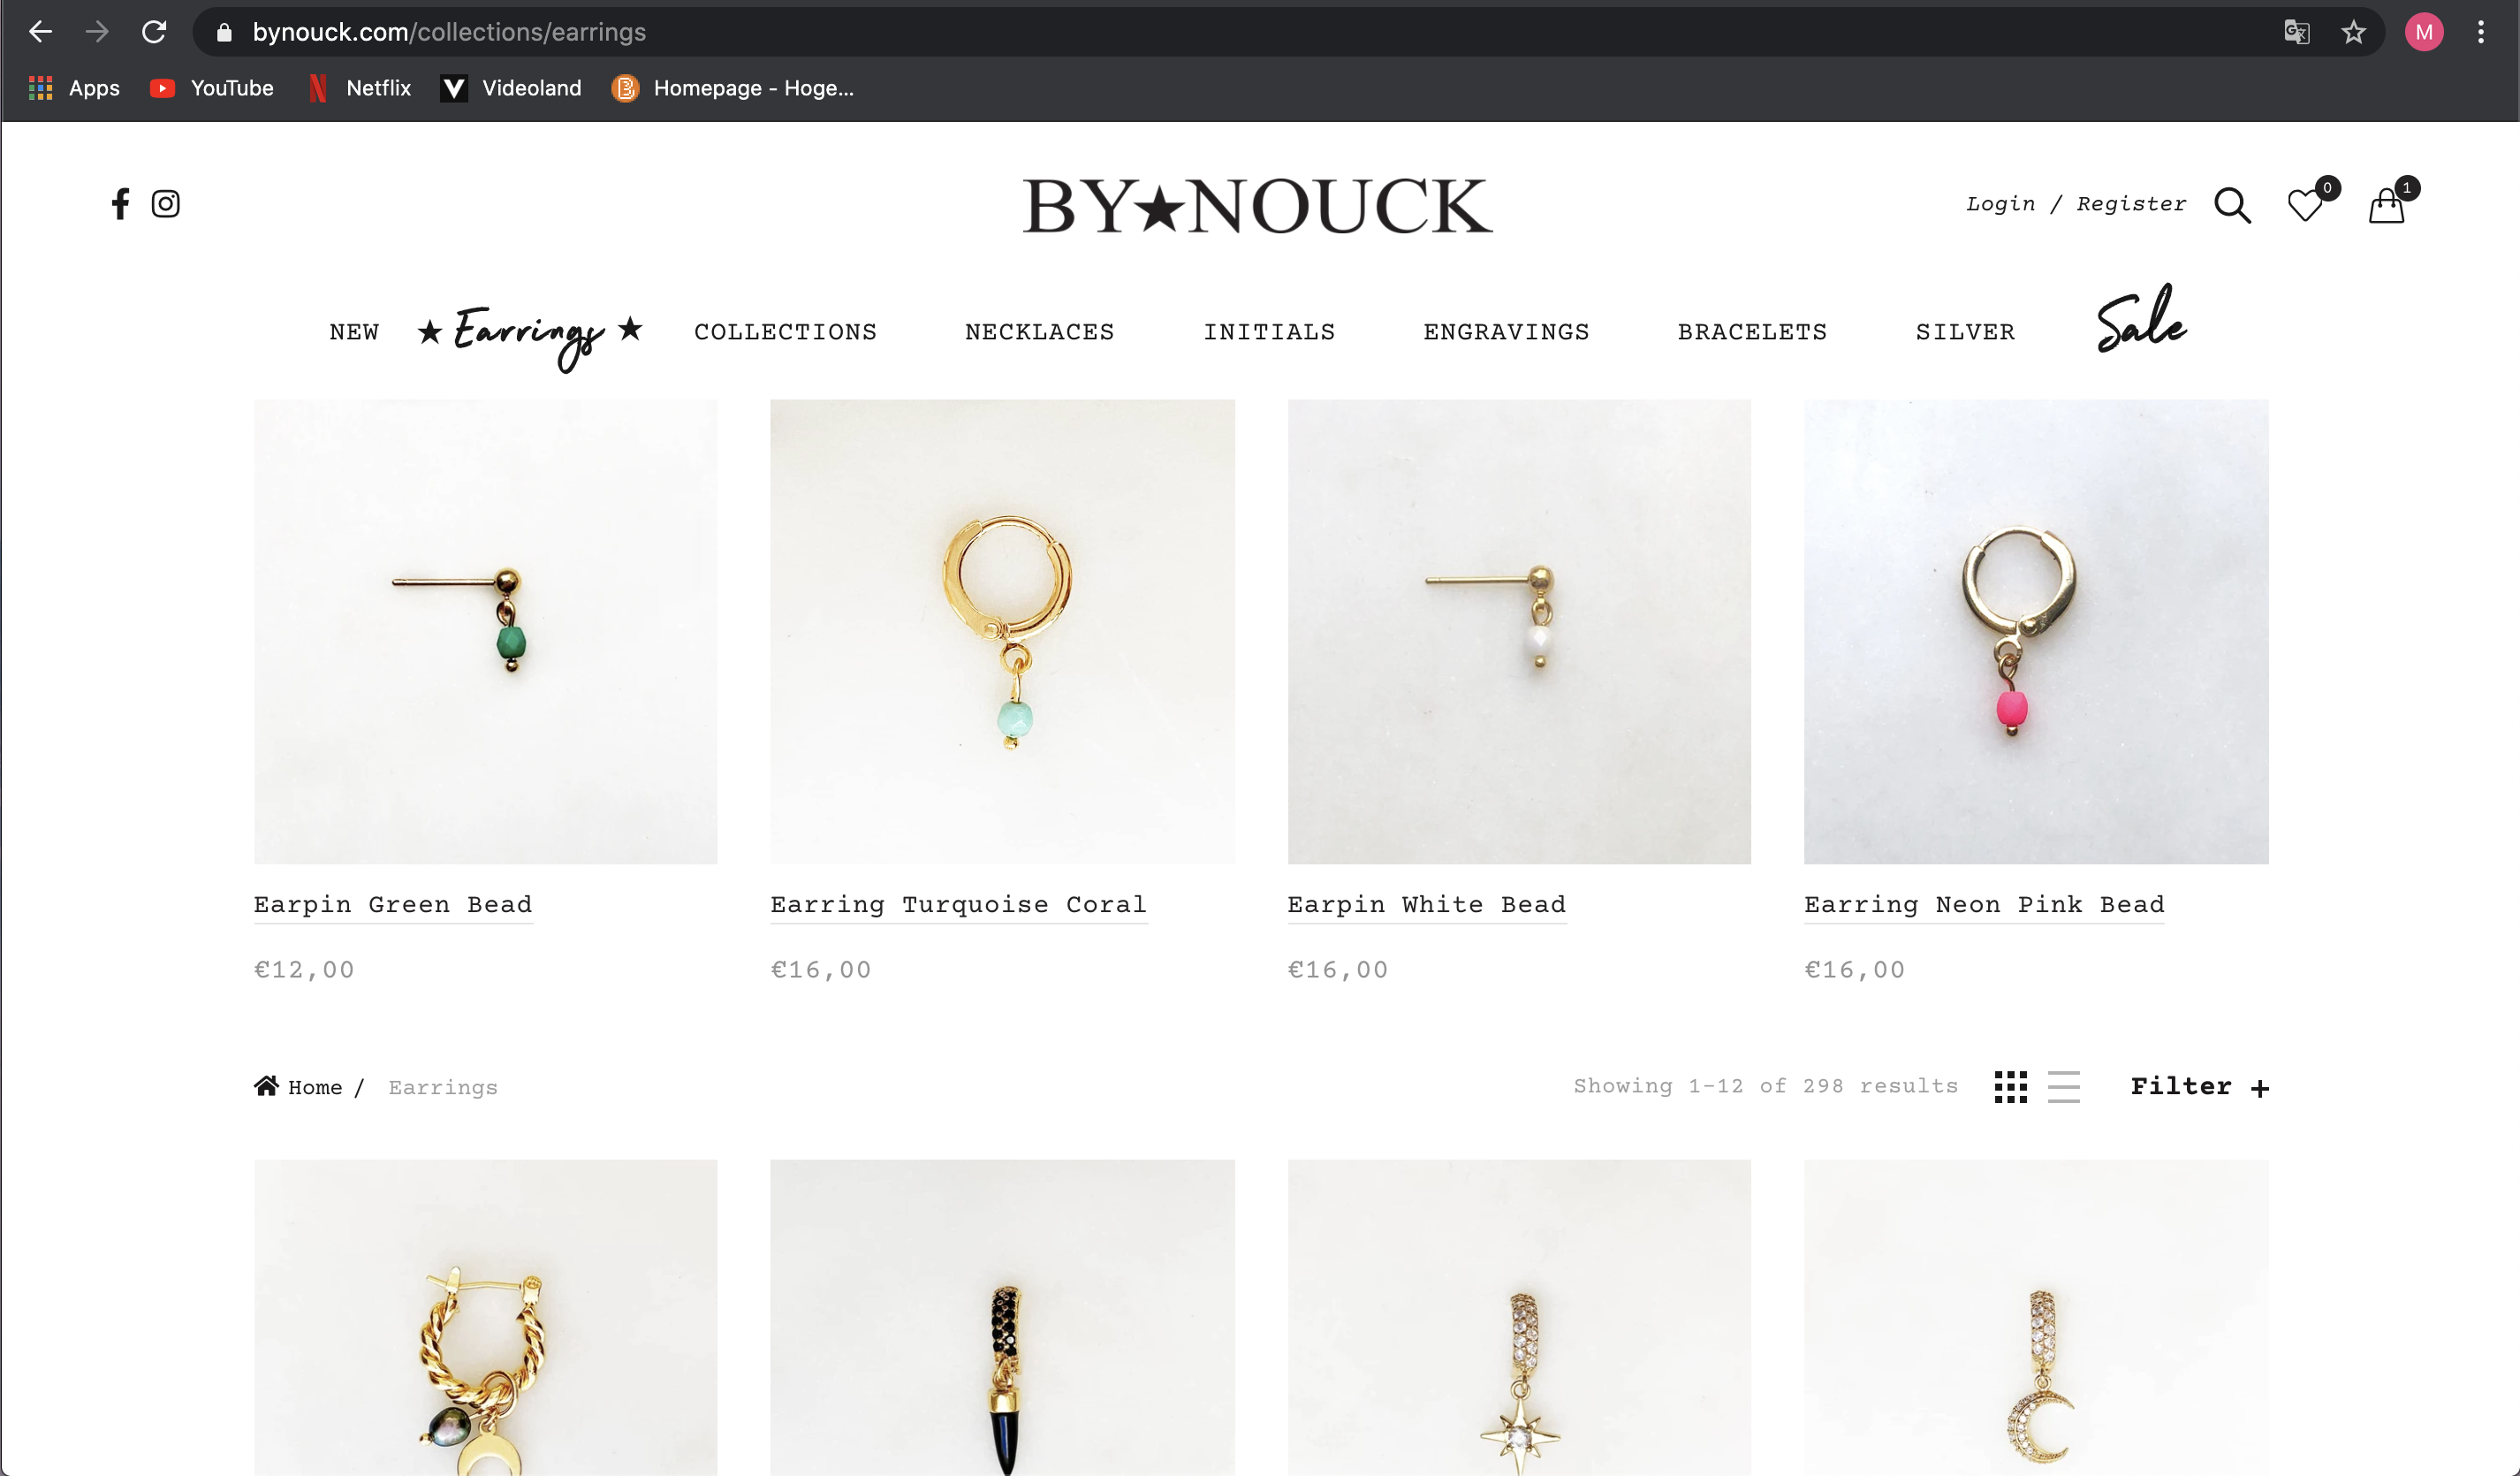 bynouck.com/collections/earrings
M
Apps YouTube Netflix Videoland Homepage - Hoge...
BY★NOUCK
Login / Register 0 1
NEW ★ Earrings ★ COLLECTIONS NECKLACES INITIALS ENGRAVINGS BRACELETS SILVER Sale
Earpin Green Bead Earring Turquoise Coral Earpin White Bead Earring Neon Pink Bead
€12,00 €16,00 €16,00 €16,00
Home / Earrings Showing 1-12 of 298 results Filter +